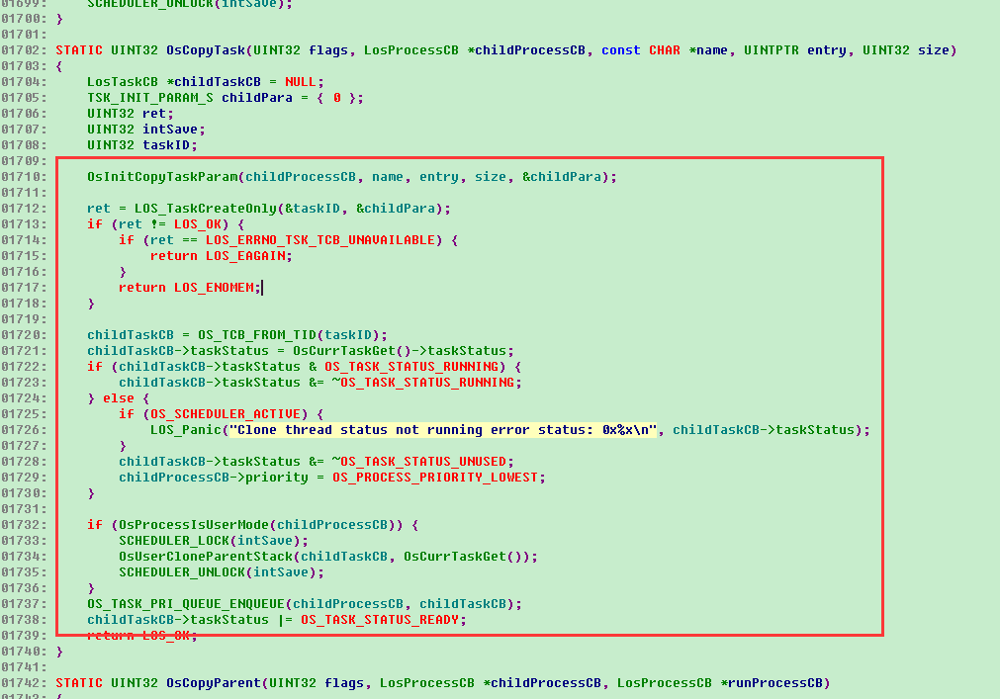 01699:     SCHEDULER_UNLOCK(intSave);
01700: }
01701:
01702: STATIC UINT32 OsCopyTask(UINT32 flags, LosProcessCB *childProcessCB, const CHAR *name, UINTPTR entry, UINT32 size)
01703: {
01704:     LosTaskCB *childTaskCB = NULL;
01705:     TSK_INIT_PARAM_S childPara = { 0 };
01706:     UINT32 ret;
01707:     UINT32 intSave;
01708:     UINT32 taskID;
01709:
01710:     OsInitCopyTaskParam(childProcessCB, name, entry, size, &childPara);
01711:
01712:     ret = LOS_TaskCreateOnly(&taskID, &childPara);
01713:     if (ret != LOS_OK) {
01714:         if (ret == LOS_ERRNO_TSK_TCB_UNAVAILABLE) {
01715:             return LOS_EAGAIN;
01716:         }
01717:         return LOS_ENOMEM;
01718:     }
01719:
01720:     childTaskCB = OS_TCB_FROM_TID(taskID);
01721:     childTaskCB->taskStatus = OsCurrTaskGet()->taskStatus;
01722:     if (childTaskCB->taskStatus & OS_TASK_STATUS_RUNNING) {
01723:         childTaskCB->taskStatus &= ~OS_TASK_STATUS_RUNNING;
01724:     } else {
01725:         if (OS_SCHEDULER_ACTIVE) {
01726:             LOS_Panic("Clone thread status not running error status: 0x%x\n", childTaskCB->taskStatus);
01727:         }
01728:         childTaskCB->taskStatus &= ~OS_TASK_STATUS_UNUSED;
01729:         childProcessCB->priority = OS_PROCESS_PRIORITY_LOWEST;
01730:     }
01731:
01732:     if (OsProcessIsUserMode(childProcessCB)) {
01733:         SCHEDULER_LOCK(intSave);
01734:         OsUserCloneParentStack(childTaskCB, OsCurrTaskGet());
01735:         SCHEDULER_UNLOCK(intSave);
01736:     }
01737:     OS_TASK_PRI_QUEUE_ENQUEUE(childProcessCB, childTaskCB);
01738:     childTaskCB->taskStatus |= OS_TASK_STATUS_READY;
01739:     return LOS_OK;
01740: }
01741:
01742: STATIC UINT32 OsCopyParent(UINT32 flags, LosProcessCB *childProcessCB, LosProcessCB *runProcessCB)
01743: {